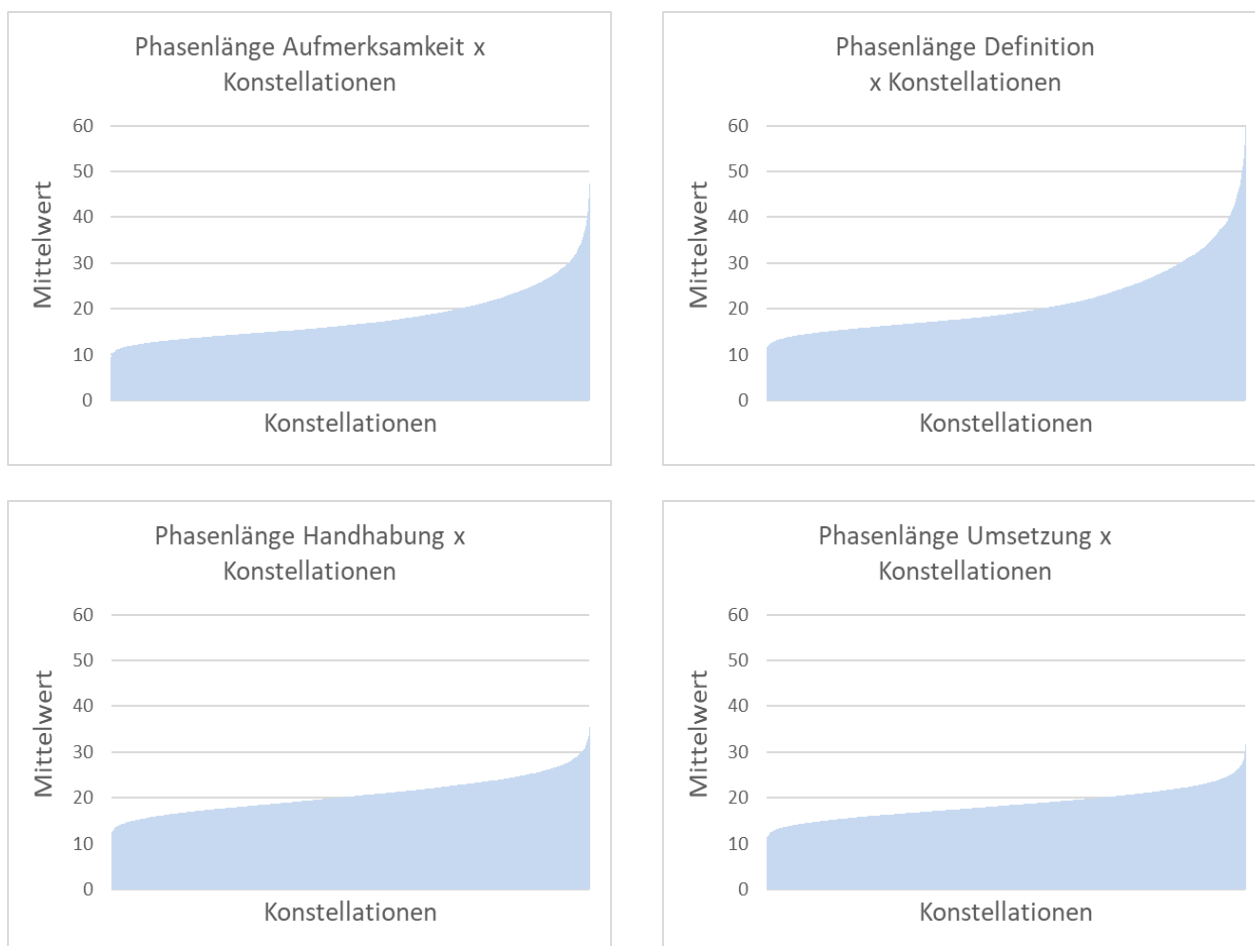 Phasenlänge Aufmerksamkeit x
Konstellationen
60
50
40
30
20
10
0
Mittelwert
Konstellationen
Phasenlänge Definition
x Konstellationen
60
50
40
30
20
10
0
Mittelwert
Konstellationen
Phasenlänge Handhabung x
Konstellationen
60
50
40
30
20
10
0
Mittelwert
Konstellationen
Phasenlänge Umsetzung x
Konstellationen
60
50
40
30
20
10
0
Mittelwert
Konstellationen